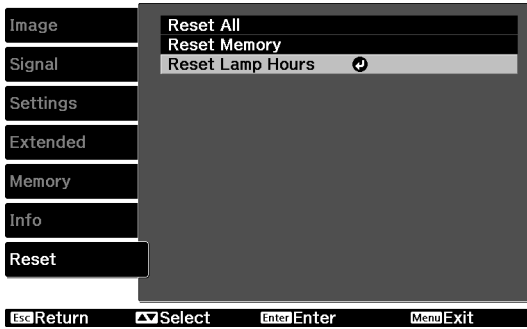 Image
Signal
Settings
Extended
Memory
Info
Reset
Reset All
Reset Memory
Reset Lamp Hours
Esc Return Select Enter Enter Menu Exit